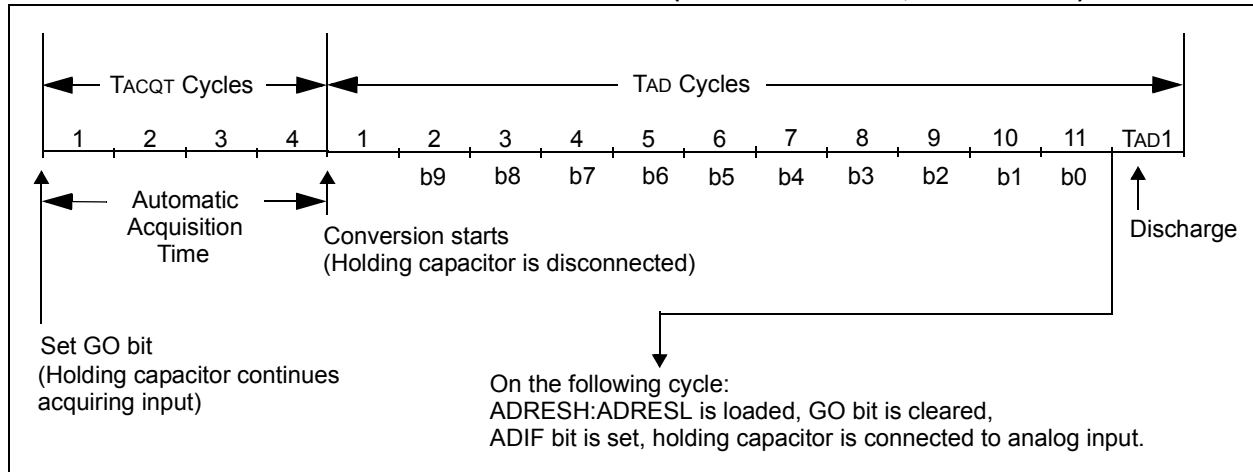 TACQT Cycles
TAD Cycles
1 2 3 4 1 2 3 4 5 6 7 8 9 10 11 TAD1
b9 b8 b7 b6 b5 b4 b3 b2 b1 b0
Automatic
Acquisition
Time
Conversion starts
(Holding capacitor is disconnected)
Discharge
Set GO bit
(Holding capacitor continues
acquiring input)
On the following cycle:
ADRESH:ADRESL is loaded, GO bit is cleared,
ADIF bit is set, holding capacitor is connected to analog input.